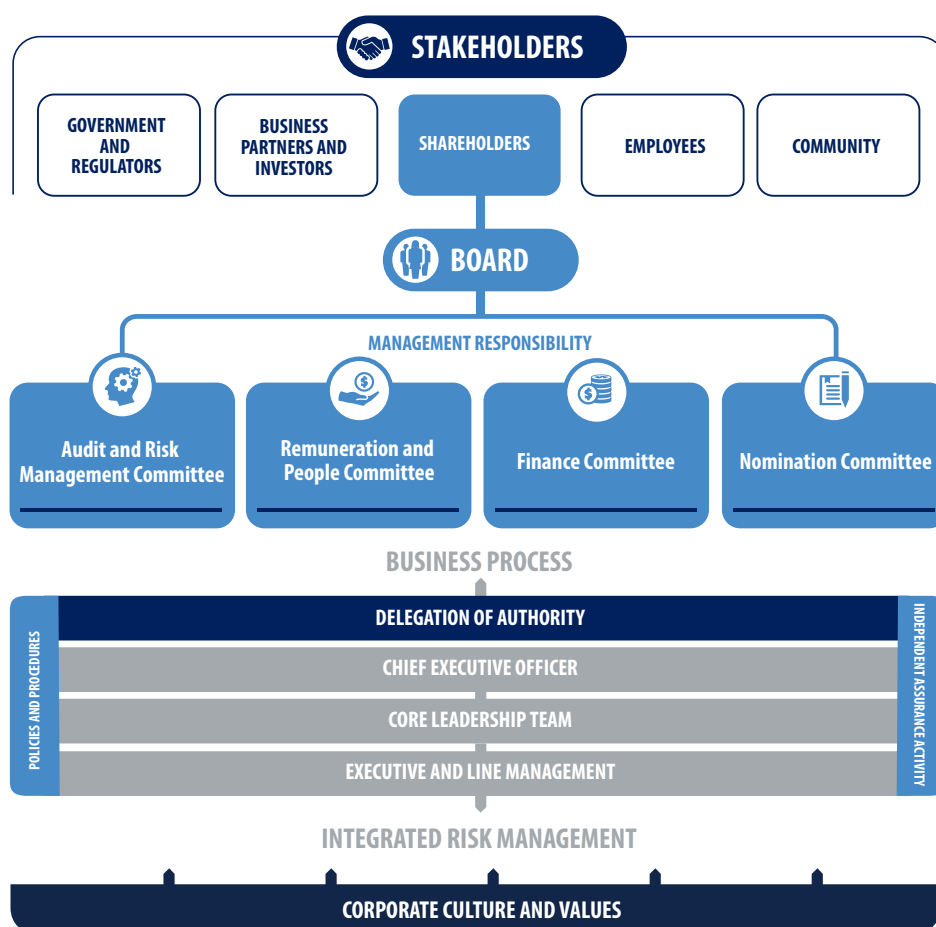 STAKEHOLDERS
GOVERNMENT
AND
REGULATORS
BUSINESS
PARTNERS AND
INVESTORS
SHAREHOLDERS
EMPLOYEES
COMMUNITY
BOARD
MANAGEMENT RESPONSIBILITY
Audit and Risk
Management Committee
Remuneration and
People Committee
Finance Committee
Nomination Committee
BUSINESS PROCESS
POLICIES AND PROCEDURES
DELEGATION OF AUTHORITY
CHIEF EXECUTIVE OFFICER
CORE LEADERSHIP TEAM
EXECUTIVE AND LINE MANAGEMENT
INDEPENDENT ASSURANCE ACTIVITY
INTEGRATED RISK MANAGEMENT
CORPORATE CULTURE AND VALUES